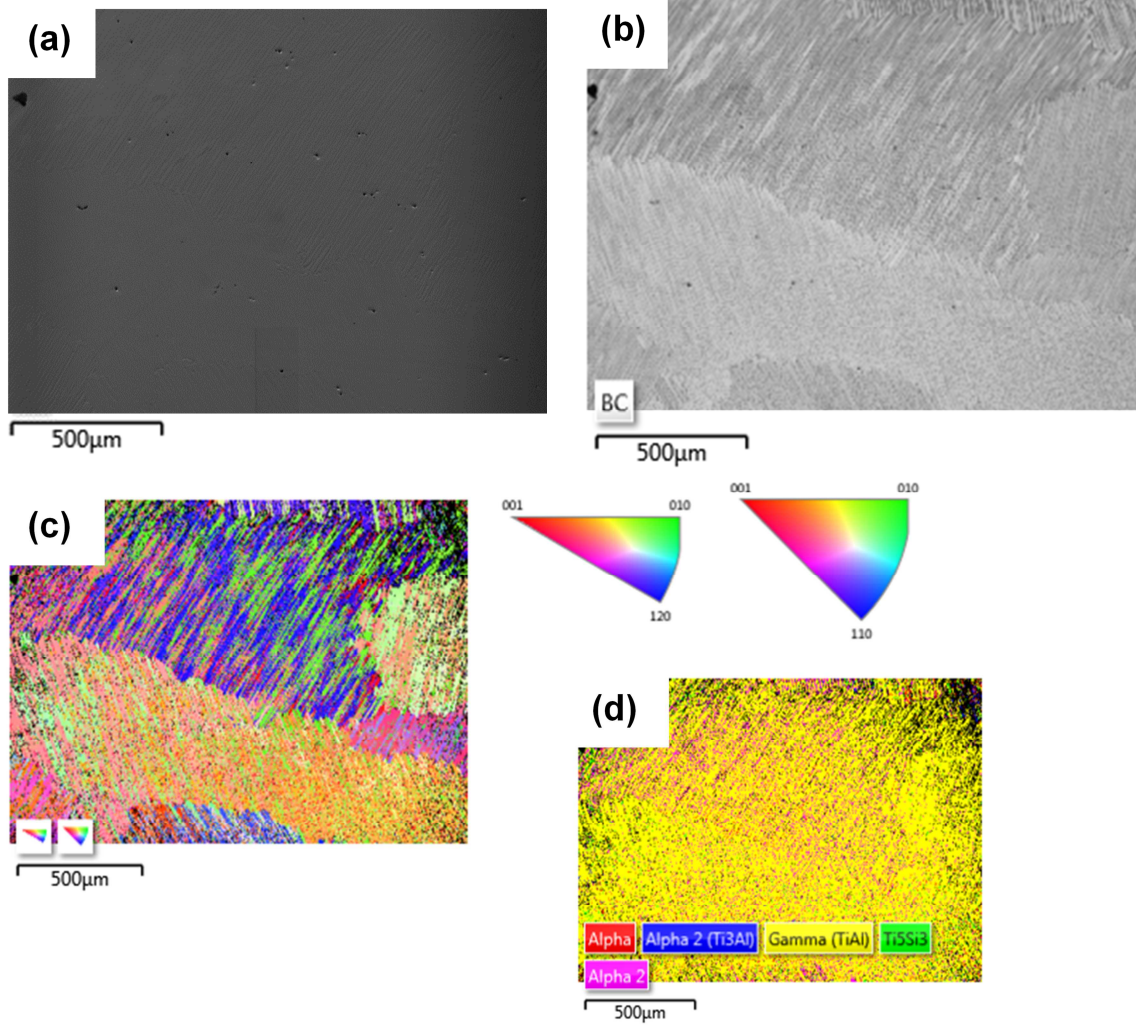 (a)
(b)
BC
500μm
500μm
(c)
001
010
120
001
010
110
500μm
(d)
Alpha
Alpha 2 (Ti3Al)
Gamma (TiAl)
Ti5Si3
Alpha 2
500μm